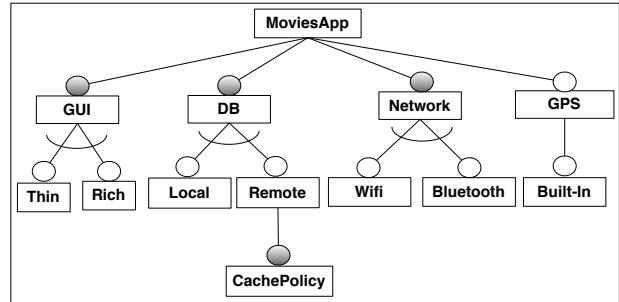 MoviesApp
GUI DB Network GPS
Thin Rich Local Remote Wifi Bluetooth Built-In
CachePolicy